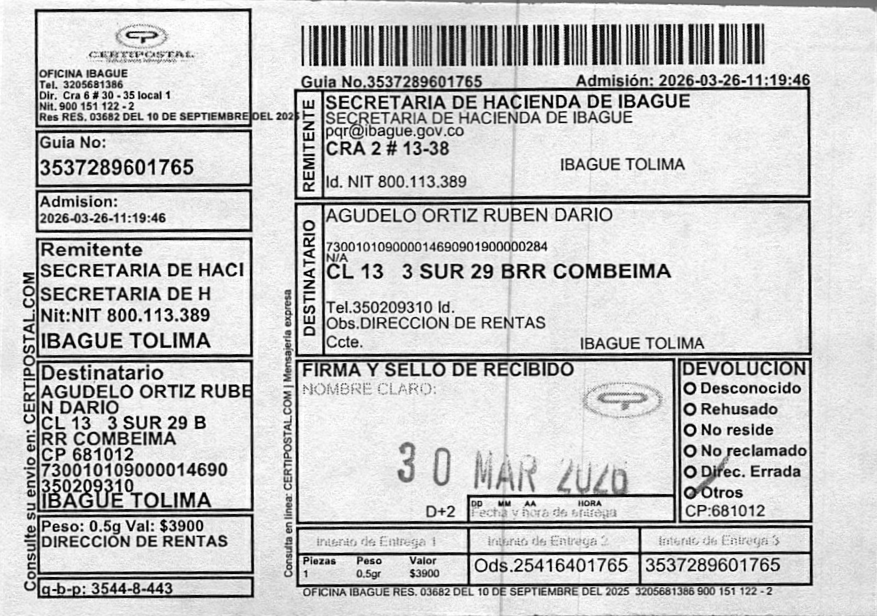 CERTIPOSTAL
OFICINA IBAGUE
Tel. 3205681386
Dir. Cra 6 # 30 - 35 local 1
Nit. 900 151 122 - 2
Res RES. 03682 DEL 10 DE SEPTIEMBRE DEL 2025
Guia No:
3537289601765
Admision:
2026-03-26-11:19:46
Remitente
SECRETARIA DE HACI
SECRETARIA DE H
Nit:NIT 800.113.389
IBAGUE TOLIMA
Destinatario
AGUDELO ORTIZ RUBE
N DARIO
CL 13 3 SUR 29 B
RR COMBEIMA
CP 681012
730010109000014690
350209310
IBAGUE TOLIMA
Peso: 0.5g Val: $3900
DIRECCION DE RENTAS
q-b-p: 3544-8-443
Consulte su envio en: CERTIPOSTAL.COM
Guia No.3537289601765 Admisión: 2026-03-26-11:19:46
REMITENTE
SECRETARIA DE HACIENDA DE IBAGUE
SECRETARIA DE HACIENDA DE IBAGUE
pqr@ibague.gov.co
CRA 2 # 13-38
IBAGUE TOLIMA
Id. NIT 800.113.389
DESTINATARIO
AGUDELO ORTIZ RUBEN DARIO
730010109000014690901900000284
N/A
CL 13 3 SUR 29 BRR COMBEIMA
Tel.350209310 Id.
Obs.DIRECCION DE RENTAS
Ccte. IBAGUE TOLIMA
Consulta en linea: CERTIPOSTAL.COM | Mensajería expresa
FIRMA Y SELLO DE RECIBIDO
NOMBRE CLARO:
30 MAR 2026
D+2
DD MM AA HORA
Fecha y hora de entrega
DEVOLUCION
Desconocido
Rehusado
No reside
No reclamado
Direc. Errada
Otros
CP:681012
Intento de Entrega 1 Intento de Entrega 2 Intento de Entrega 3
Piezas Peso Valor
1 0.5gr $3900
Ods.25416401765 3537289601765
OFICINA IBAGUE RES. 03682 DEL 10 DE SEPTIEMBRE DEL 2025 3205681386 900 151 122 - 2